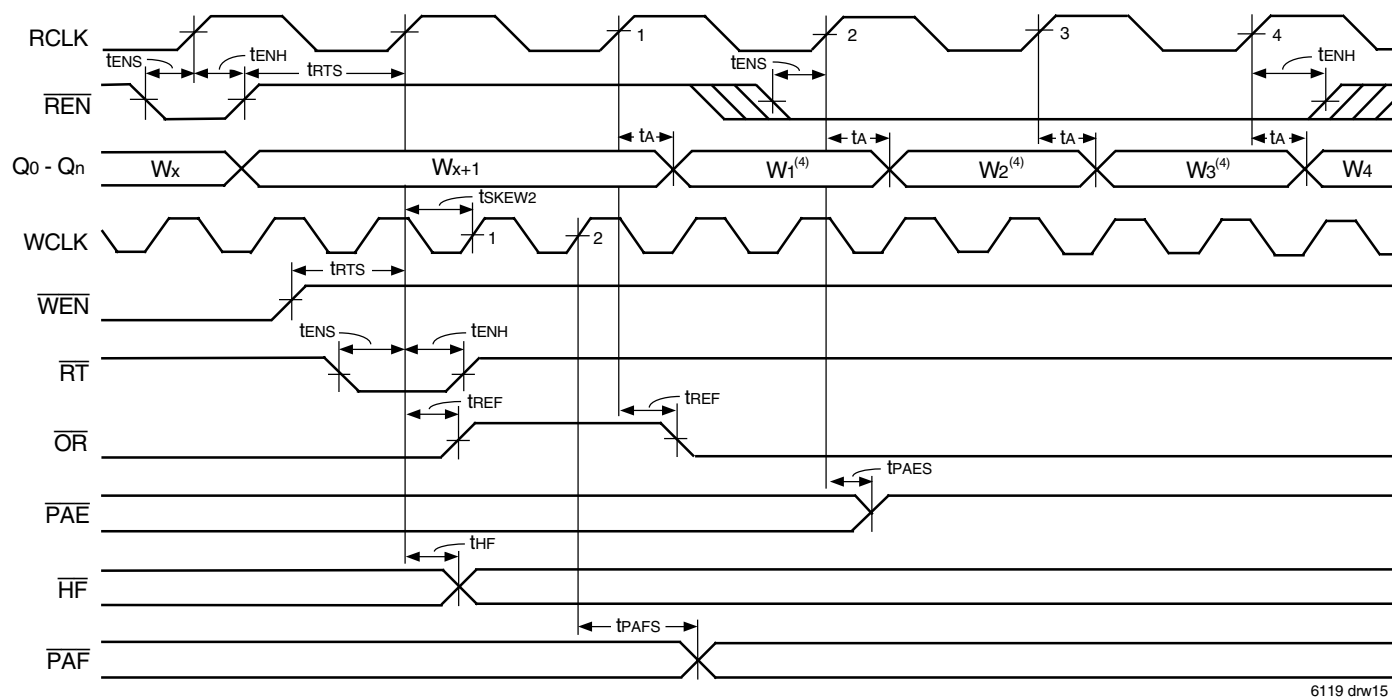 RCLK
1
2
3
4
tENS
tENH
tRTS
tENS
tENH
REN
tA
tA
tA
tA
Q0 - Qn
Wx
Wx+1
W1(4)
W2(4)
W3(4)
W4
tSKEW2
WCLK
1
2
tRTS
WEN
tENS
tENH
RT
tREF
tREF
OR
tPAES
PAE
tHF
HF
tPAFS
PAF
6119 drw15